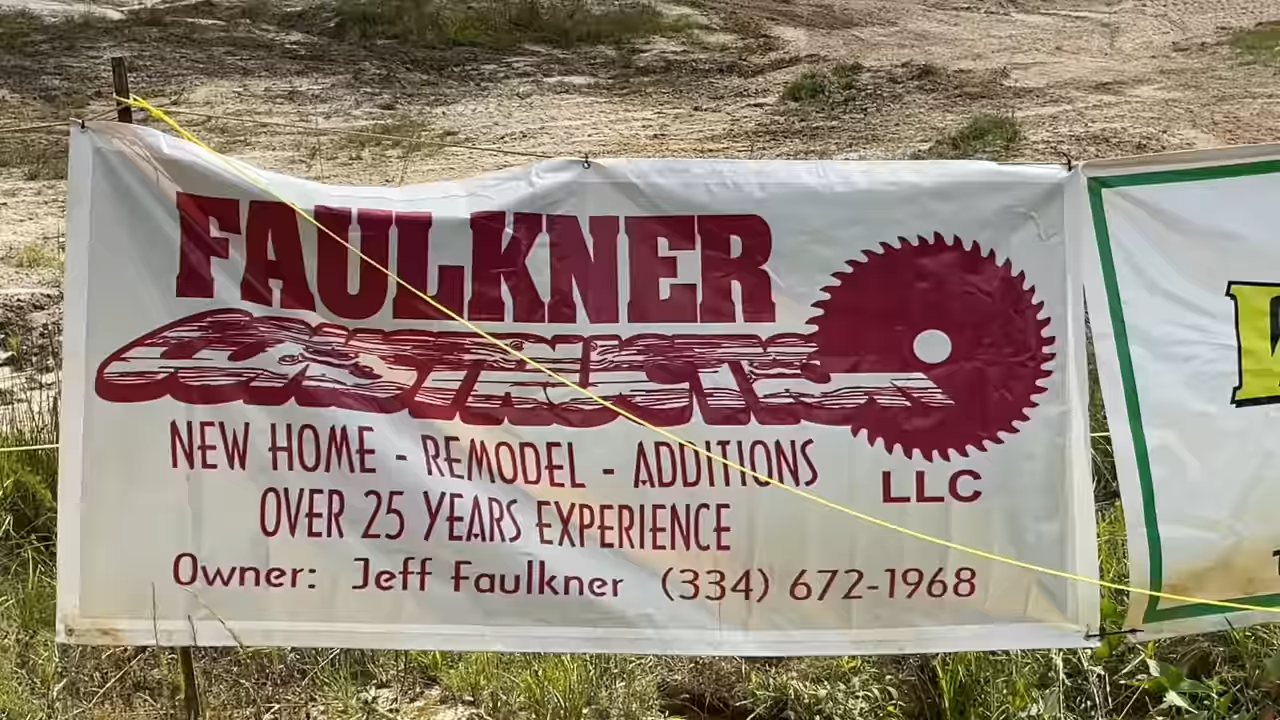 FAULKNER
CONSTRUCTION
LLC
NEW HOME - REMODEL - ADDITIONS
OVER 25 YEARS EXPERIENCE
Owner: Jeff Faulkner (334) 672-1968